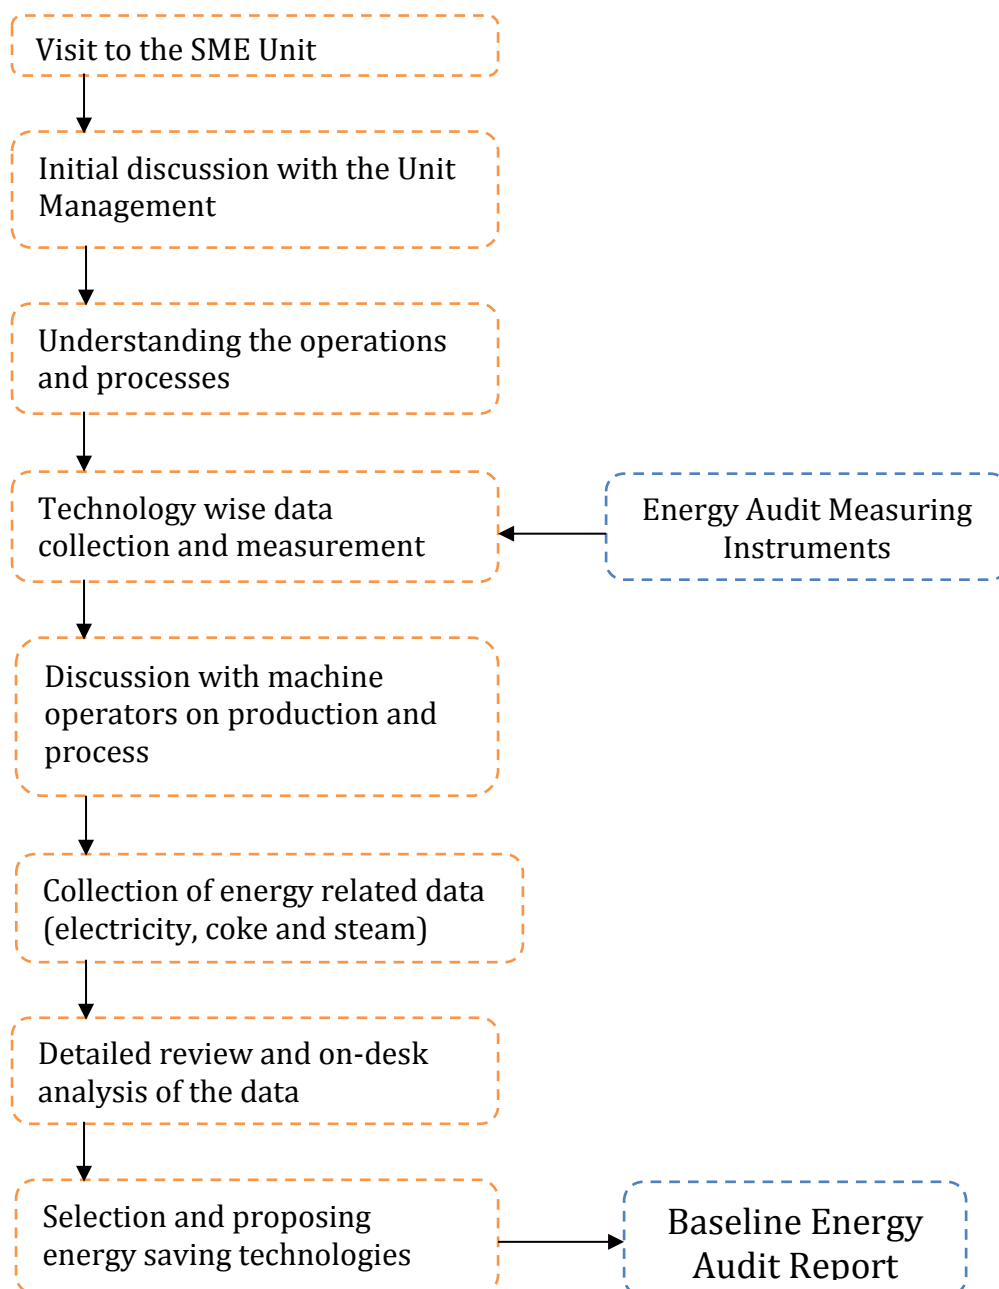 Visit to the SME Unit
Initial discussion with the Unit
Management
Understanding the operations
and processes
Technology wise data
collection and measurement
Energy Audit Measuring
Instruments
Discussion with machine
operators on production and
process
Collection of energy related data
(electricity, coke and steam)
Detailed review and on-desk
analysis of the data
Selection and proposing
energy saving technologies
Baseline Energy
Audit Report